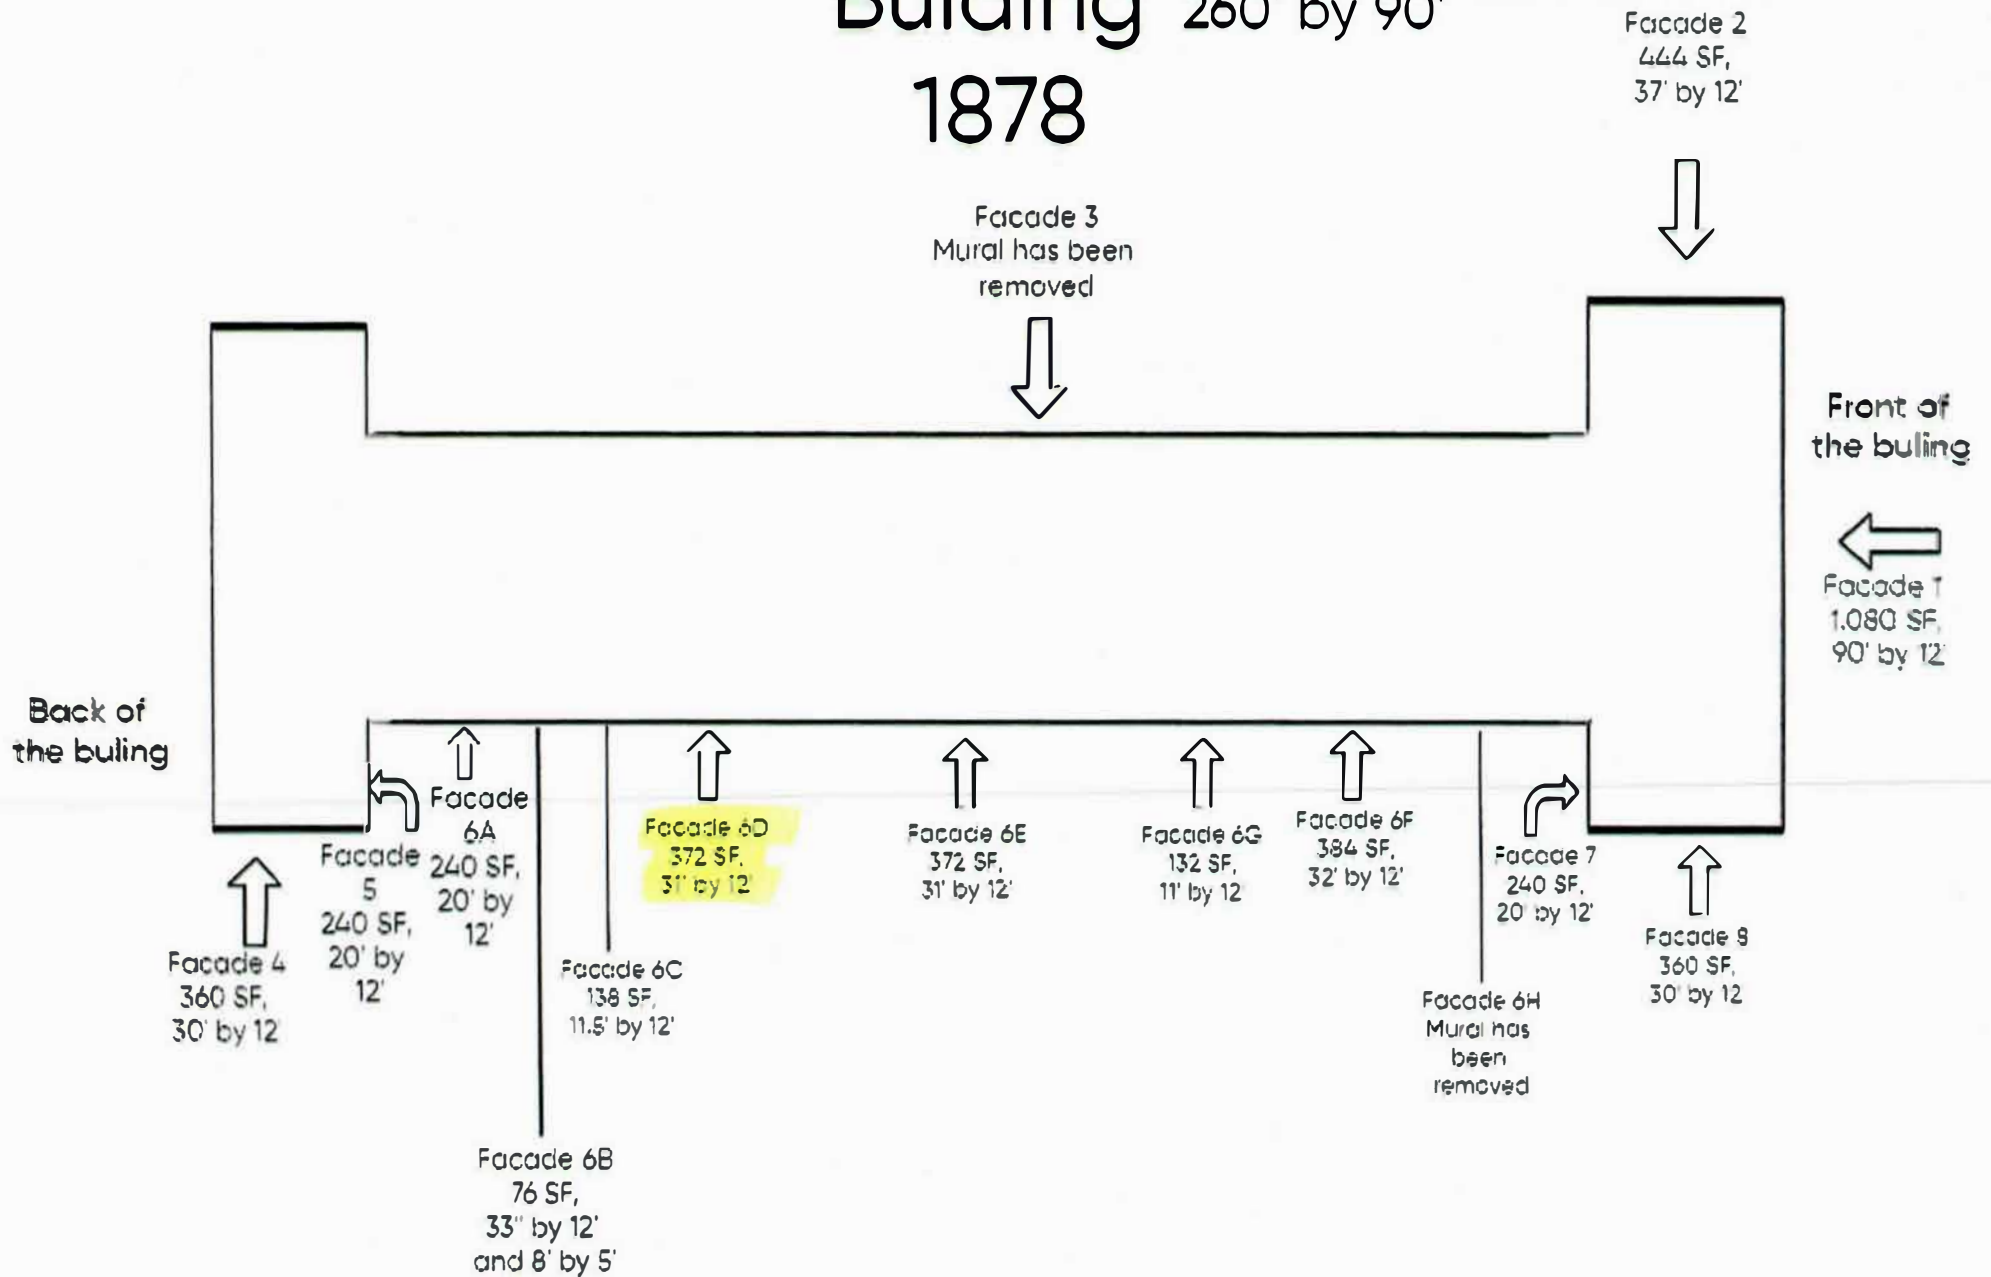 Building 260' by 90'
1878
Facade 2
444 SF,
37' by 12'
Facade 3
Mural has been
removed
Front of
the buling
Facade 1
1.080 SF,
90' by 12'
Back of
the buling
Facade 4
360 SF,
30' by 12'
Facade
5
240 SF,
20' by
12'
Facade
6A
240 SF,
20' by
12'
Facade 6B
76 SF,
33" by 12'
and 8' by 5'
Facade 6C
138 SF,
11.5' by 12'
Facade 6D
372 SF,
31' by 12'
Facade 6E
372 SF,
31' by 12'
Facade 6G
132 SF,
11' by 12
Facade 6F
384 SF,
32' by 12'
Facade 6H
Mural has
been
removed
Facade 7
240 SF,
20' by 12'
Facade 8
360 SF,
30' by 12